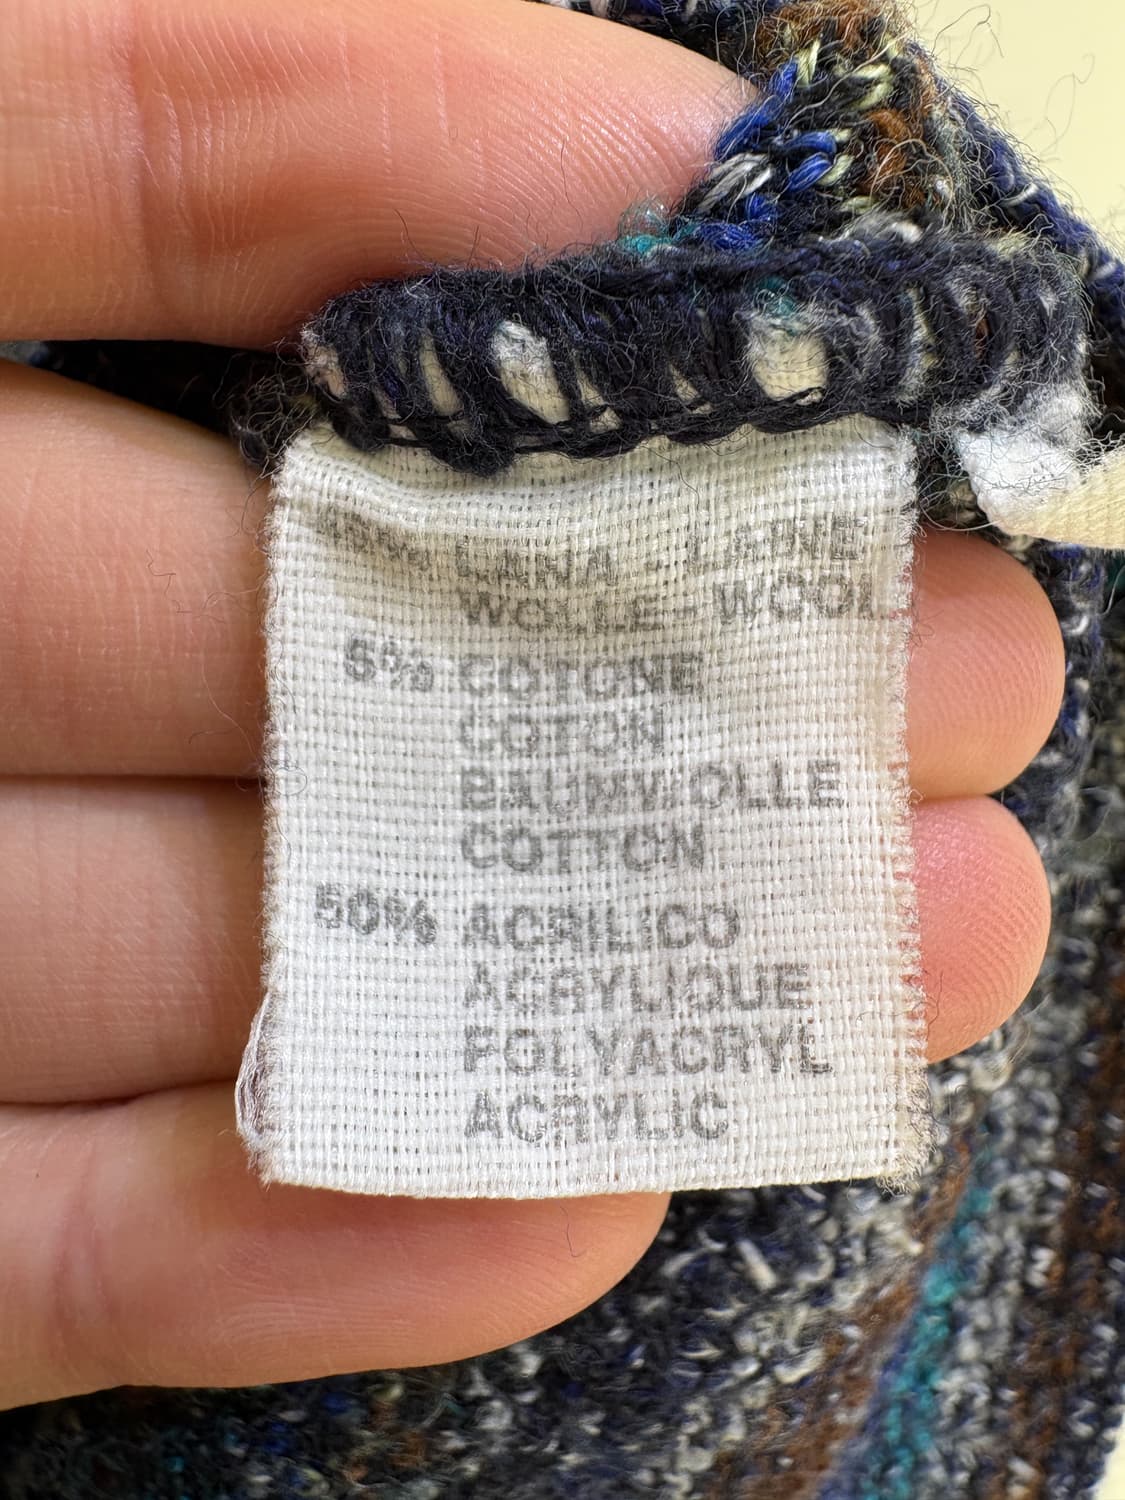 LANA - LAINE
WOLLE - WOOL
5% COTONE
COTON
BAUMWOLLE
COTTON
50% ACRILICO
ACRYLIQUE
POLYACRYL
ACRYLIC